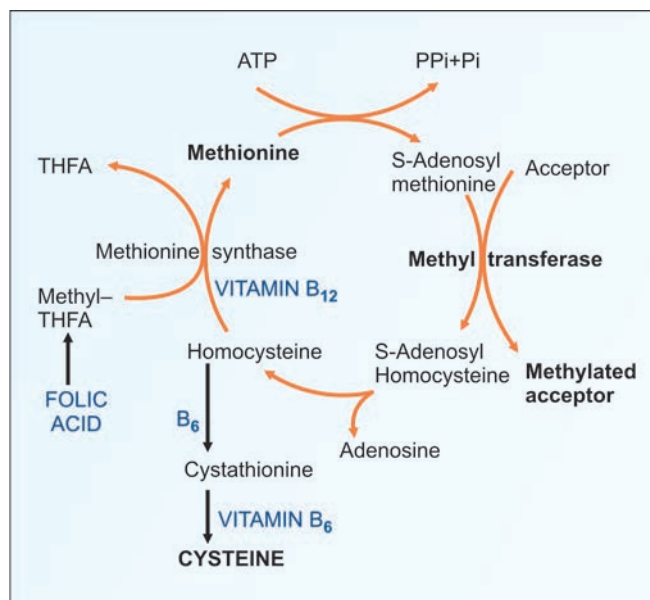 ATP
PPi+Pi
Methionine
S-Adenosyl
methionine
Acceptor
THFA
Methionine synthase
Methyl transferase
VITAMIN B₁₂
Methyl–
THFA
Homocysteine
S-Adenosyl
Homocysteine
Methylated
acceptor
FOLIC
ACID
B₆
Adenosine
Cystathionine
VITAMIN B₆
CYSTEINE